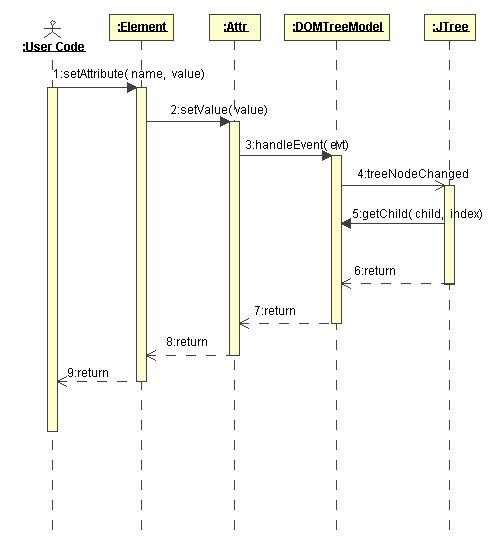 :User Code
:Element
:Attr
:DOMTreeModel
:JTree
1:setAttribute( name, value)
2:setValue( value)
3:handleEvent( evt)
4:treeNodeChanged
5:getChild( child, index)
6:return
7:return
8:return
9:return